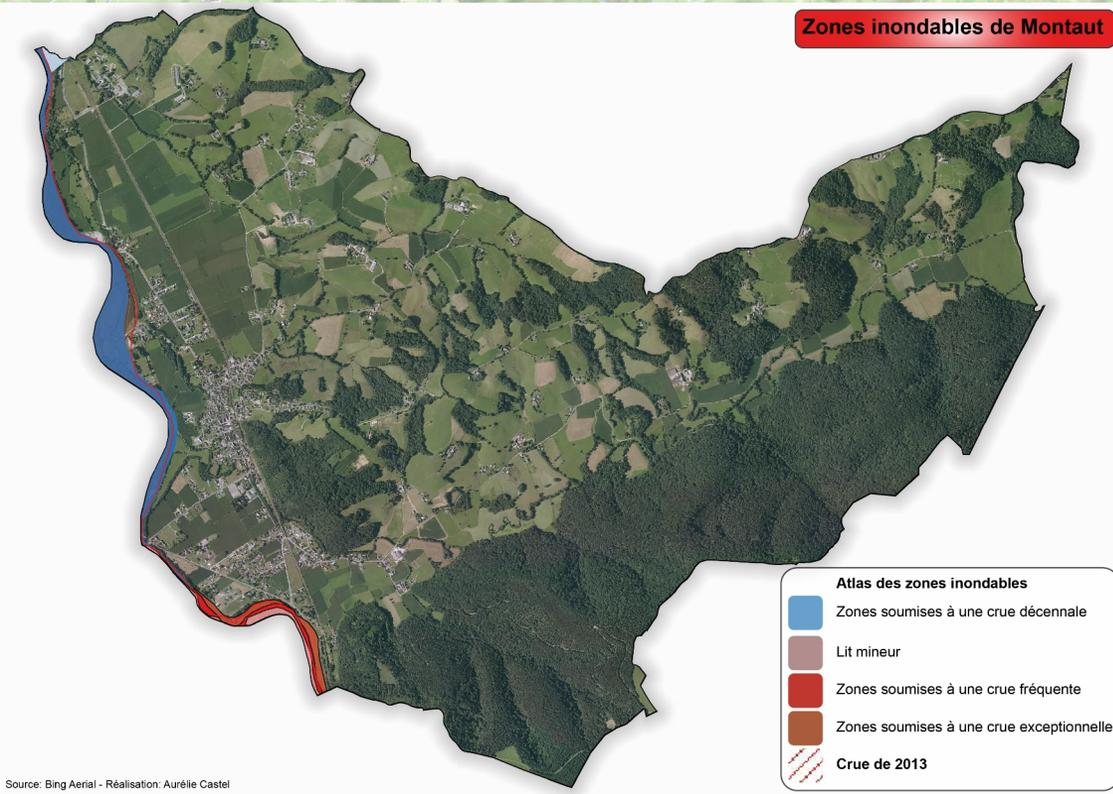 Zones inondables de Montaut
Atlas des zones inondables
Zones soumises à une crue décennale
Lit mineur
Zones soumises à une crue fréquente
Zones soumises à une crue exceptionnelle
Crue de 2013
Source: Bing Aerial - Réalisation: Aurélie Castel